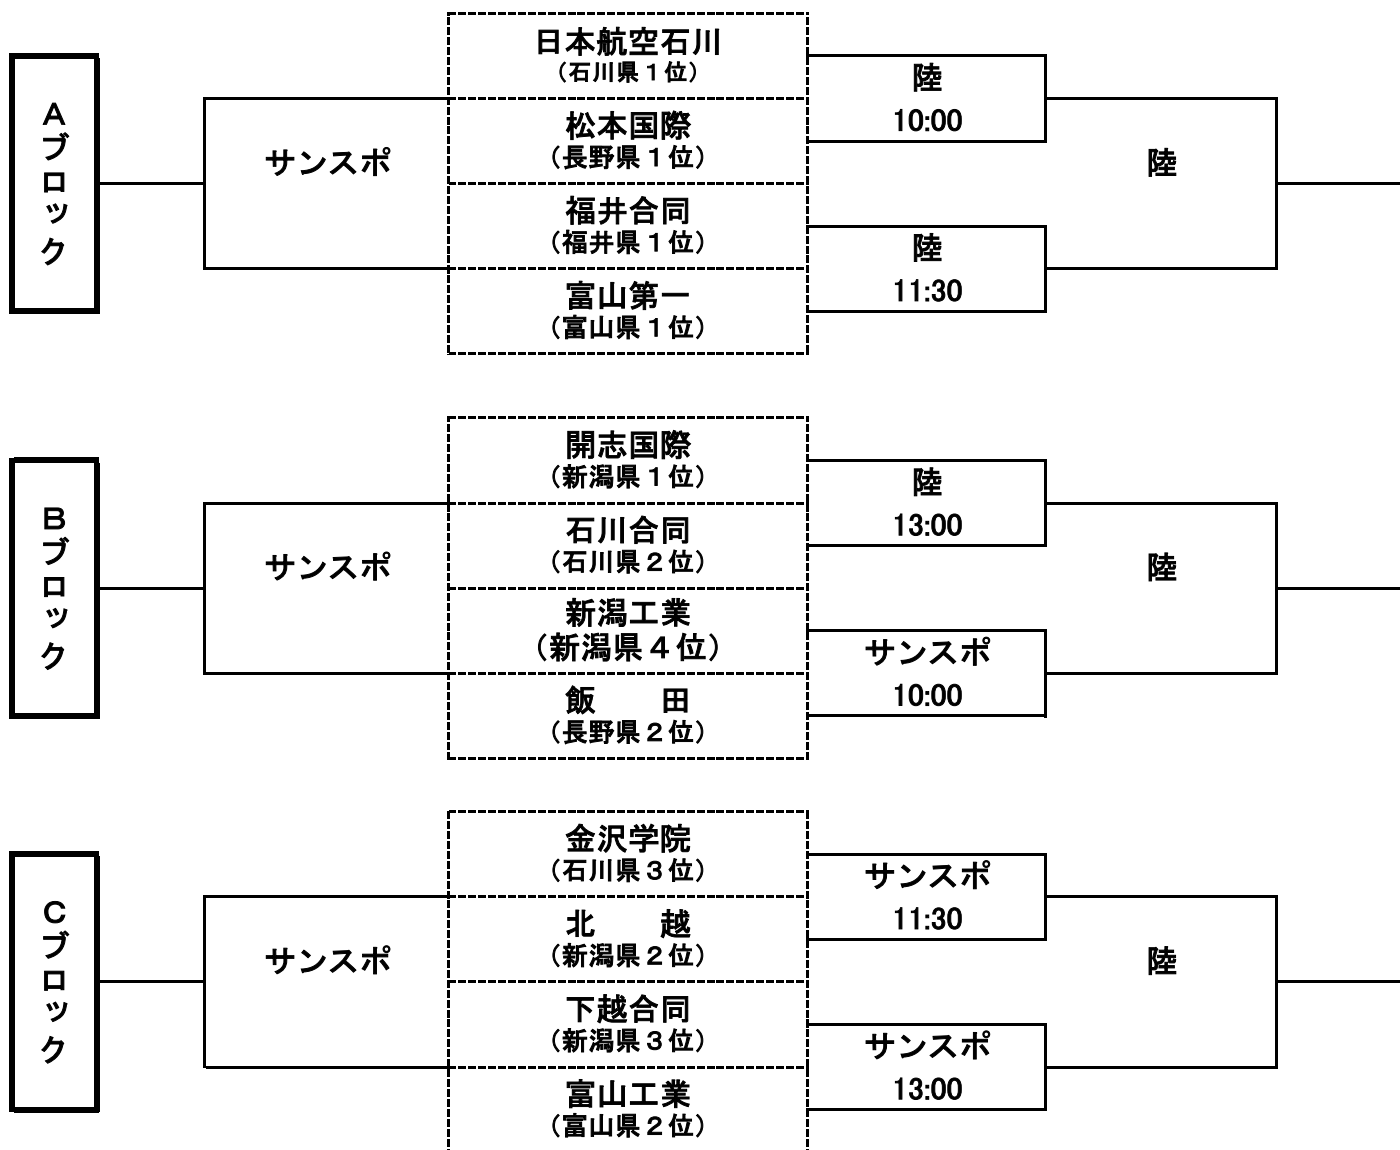 Aブロック
サンスポ
日本航空石川
（石川県１位）
松本国際
（長野県１位）
福井合同
（福井県１位）
富山第一
（富山県１位）
陸
10:00
陸
11:30
陸
Bブロック
サンスポ
開志国際
（新潟県１位）
石川合同
（石川県２位）
新潟工業
（新潟県４位）
飯　　田
（長野県２位）
陸
13:00
サンスポ
10:00
陸
Cブロック
サンスポ
金沢学院
（石川県３位）
北　　越
（新潟県２位）
下越合同
（新潟県３位）
富山工業
（富山県２位）
サンスポ
11:30
サンスポ
13:00
陸